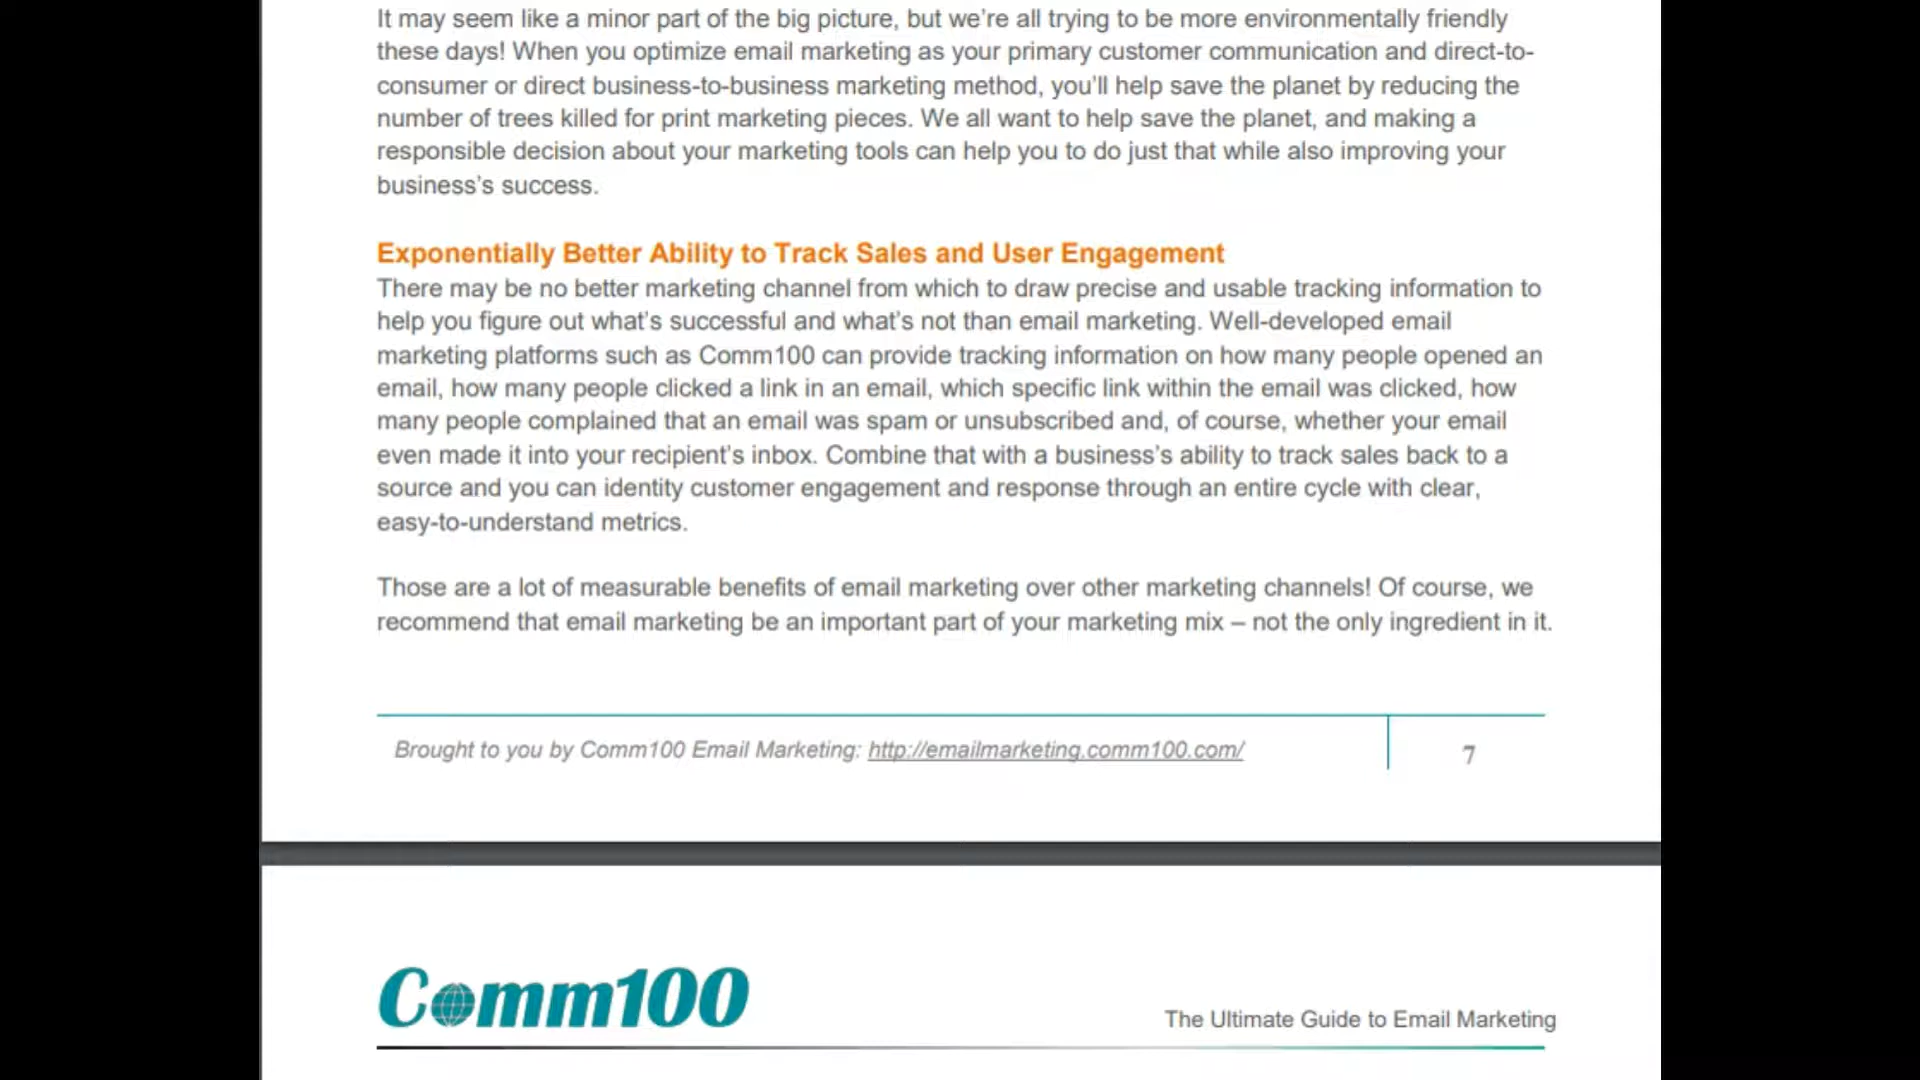 It may seem like a minor part of the big picture, but we're all trying to be more environmentally friendly
these days! When you optimize email marketing as your primary customer communication and direct-to-
consumer or direct business-to-business marketing method, you'll help save the planet by reducing the
number of trees killed for print marketing pieces. We all want to help save the planet, and making a
responsible decision about your marketing tools can help you to do just that while also improving your
business's success.
Exponentially Better Ability to Track Sales and User Engagement
There may be no better marketing channel from which to draw precise and usable tracking information to
help you figure out what's successful and what's not than email marketing. Well-developed email
marketing platforms such as Comm100 can provide tracking information on how many people opened an
email, how many people clicked a link in an email, which specific link within the email was clicked, how
many people complained that an email was spam or unsubscribed and, of course, whether your email
even made it into your recipient's inbox. Combine that with a business's ability to track sales back to a
source and you can identity customer engagement and response through an entire cycle with clear,
easy-to-understand metrics.
Those are a lot of measurable benefits of email marketing over other marketing channels! Of course, we
recommend that email marketing be an important part of your marketing mix – not the only ingredient in it.
Brought to you by Comm100 Email Marketing: http://emailmarketing.comm100.com/ 7
Comm100
The Ultimate Guide to Email Marketing